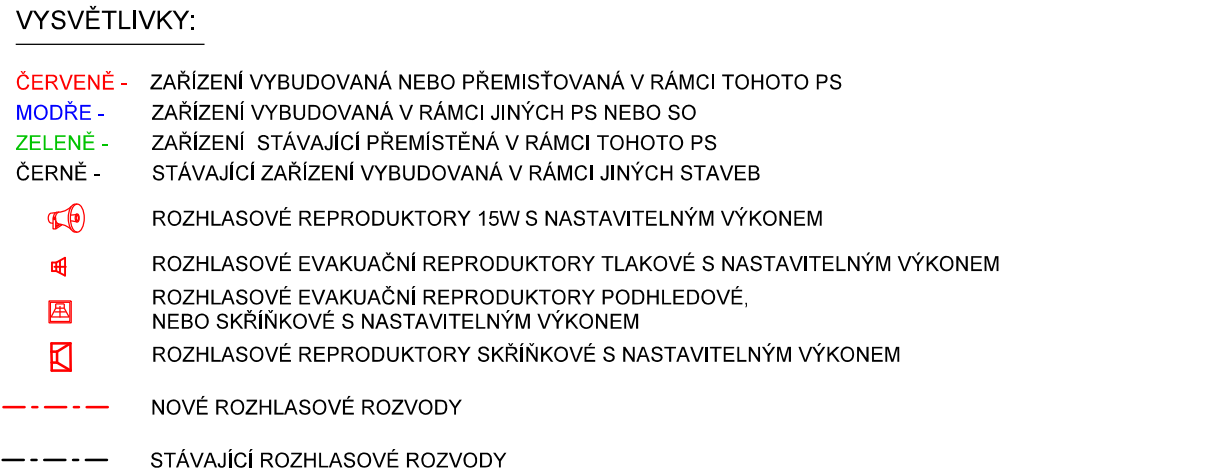 VYSVĚTLIVKY:
ČERVENĚ - ZAŘÍZENÍ VYBUDOVANÁ NEBO PŘEMISŤOVANÁ V RÁMCI TOHOTO PS
MODŘE - ZAŘÍZENÍ VYBUDOVANÁ V RÁMCI JINÝCH PS NEBO SO
ZELENĚ - ZAŘÍZENÍ STÁVAJÍCÍ PŘEMÍSTĚNÁ V RÁMCI TOHOTO PS
ČERNĚ - STÁVAJÍCÍ ZAŘÍZENÍ VYBUDOVANÁ V RÁMCI JINÝCH STAVEB
ROZHLASOVÉ REPRODUKTORY 15W S NASTAVITELNÝM VÝKONEM
ROZHLASOVÉ EVAKUAČNÍ REPRODUKTORY TLAKOVÉ S NASTAVITELNÝM VÝKONEM
ROZHLASOVÉ EVAKUAČNÍ REPRODUKTORY PODHLEDOVÉ,
NEBO SKŘÍŇKOVÉ S NASTAVITELNÝM VÝKONEM
ROZHLASOVÉ REPRODUKTORY SKŘÍŇKOVÉ S NASTAVITELNÝM VÝKONEM
NOVÉ ROZHLASOVÉ ROZVODY
STÁVAJÍCÍ ROZHLASOVÉ ROZVODY